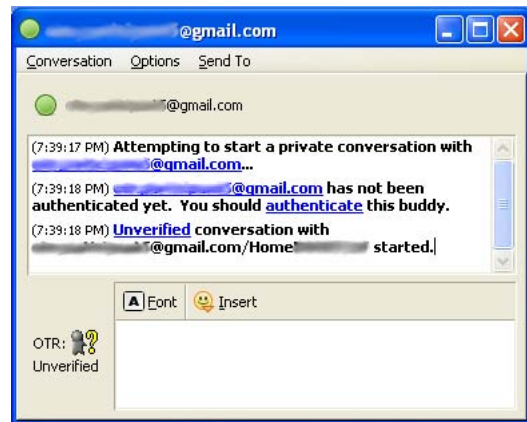 @gmail.com
Conversation Options Send To
@gmail.com
(7:39:17 PM) Attempting to start a private conversation with
@gmail.com...
(7:39:18 PM) @gmail.com has not been
authenticated yet. You should authenticate this buddy.
(7:39:18 PM) Unverified conversation with
@gmail.com/Home started.
A Font Insert
OTR:
Unverified